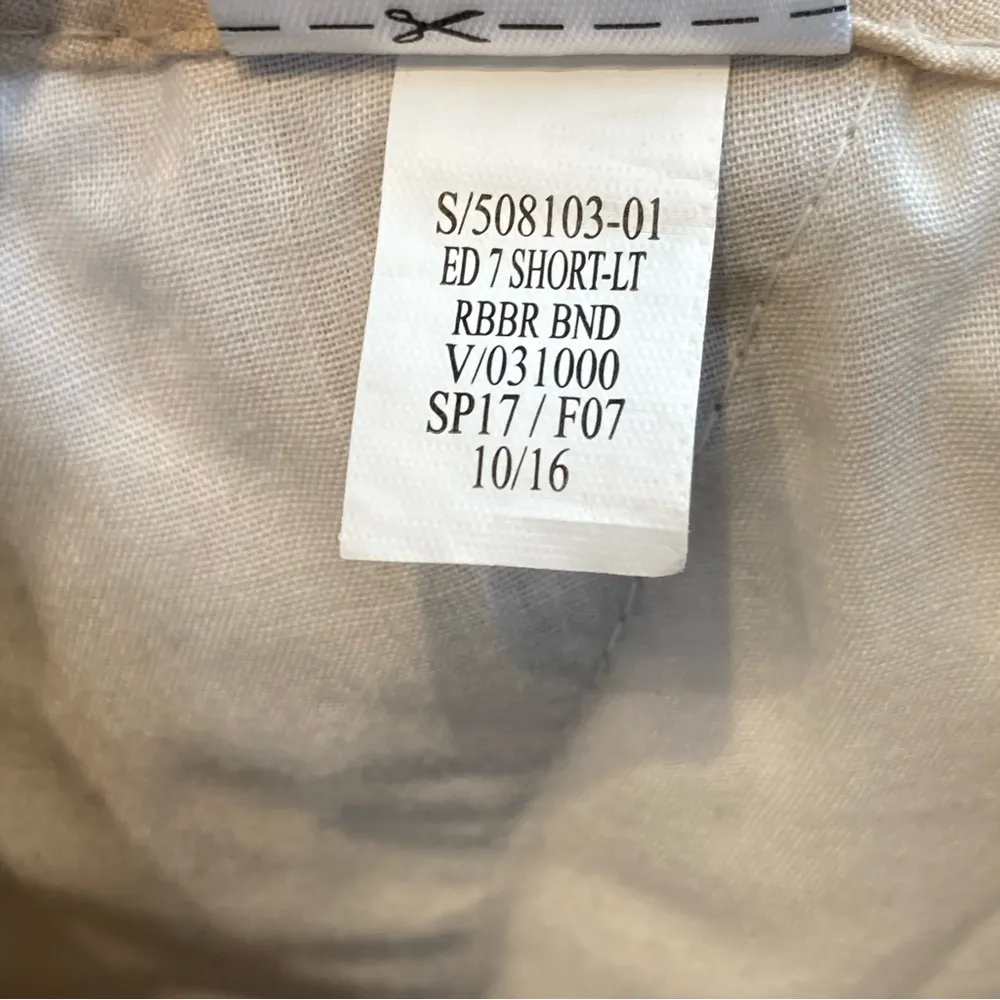 S/508103-01
ED 7 SHORT-LT
RBBR BND
V/031000
SP17 / F07
10/16